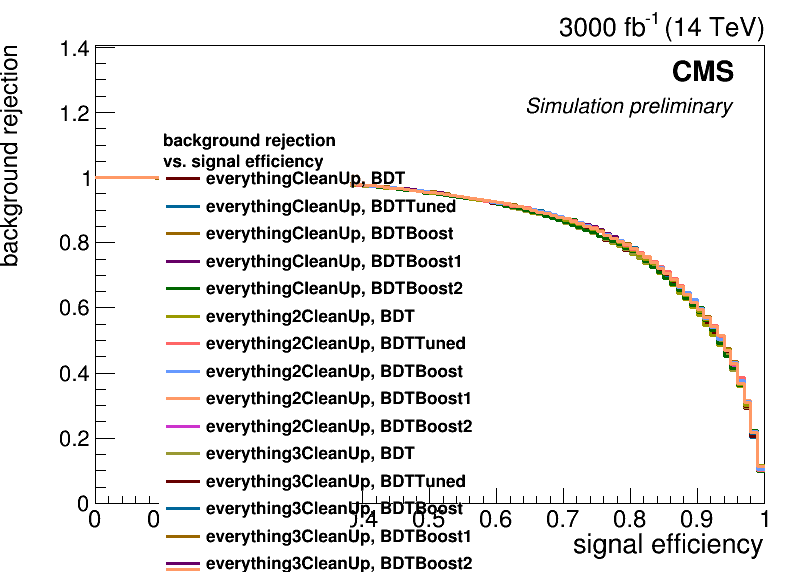 3000 fb-1 (14 TeV)
CMS
Simulation preliminary
background rejection
1.4
1.2
1
0.8
0.6
0.4
0.2
0
background rejection
vs. signal efficiency
everythingCleanUp, BDT
everythingCleanUp, BDTTuned
everythingCleanUp, BDTBoost
everythingCleanUp, BDTBoost1
everythingCleanUp, BDTBoost2
everything2CleanUp, BDT
everything2CleanUp, BDTTuned
everything2CleanUp, BDTBoost
everything2CleanUp, BDTBoost1
everything2CleanUp, BDTBoost2
everything3CleanUp, BDT
everything3CleanUp, BDTTuned
everything3CleanUp, BDTBoost
everything3CleanUp, BDTBoost1
everything3CleanUp, BDTBoost2
0 0 .4 0.5 0.6 0.7 0.8 0.9 1
signal efficiency